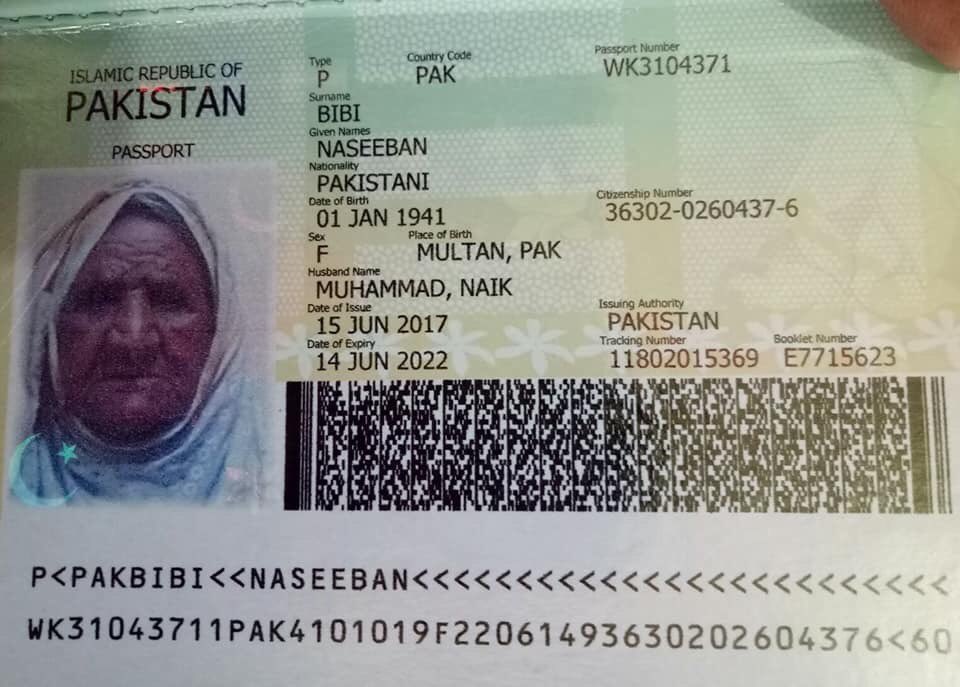 ISLAMIC REPUBLIC OF
PAKISTAN
PASSPORT
Type Country Code Passport Number
P PAK WK3104371
Surname
BIBI
Given Names
NASEEBAN
Nationality
PAKISTANI
Date of Birth Citizenship Number
01 JAN 1941 36302-0260437-6
Sex Place of Birth
F MULTAN, PAK
Husband Name
MUHAMMAD, NAIK
Date of Issue Issuing Authority
15 JUN 2017 PAKISTAN
Date of Expiry Tracking Number Booklet Number
14 JUN 2022 11802015369 E7715623
P<PAKBIBI<<NASEEBAN<<<<<<<<<<<<<<<<<<<<<<<<<
WK31043711PAK4101019F22061493630202604376<60